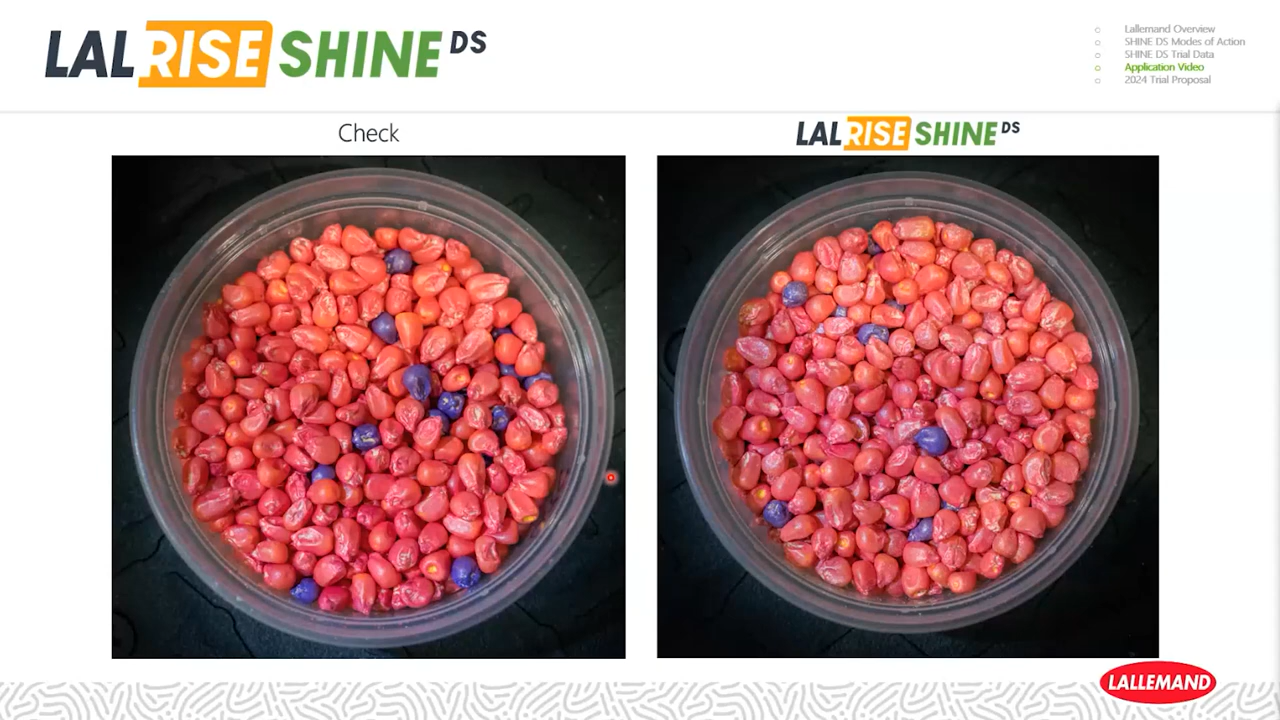 LALRISE SHINE DS
Lallemand Overview
SHINE DS Modes of Action
SHINE DS Trial Data
Application Video
2024 Trial Proposal
Check
LALRISE SHINE DS
LALLEMAND